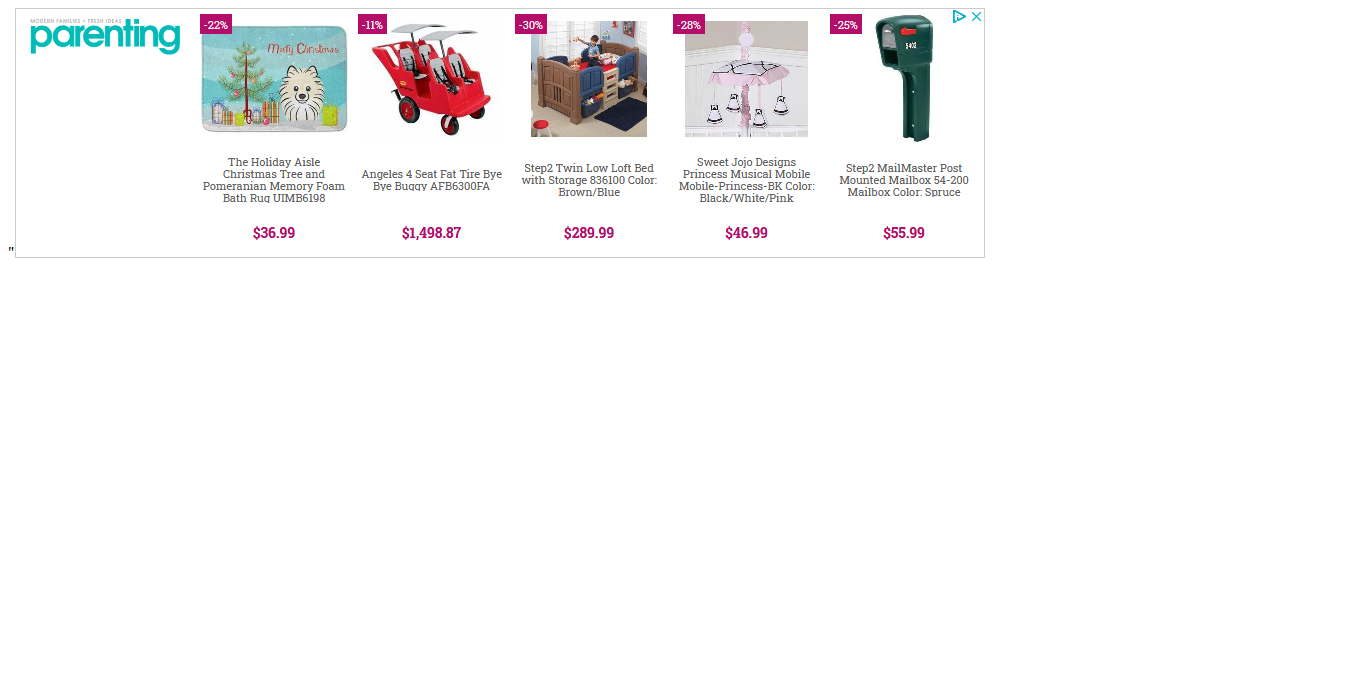 MODERN FAMILIES + FRESH IDEAS
parenting
-22%
Merry Christmas
The Holiday Aisle
Christmas Tree and
Pomeranian Memory Foam
Bath Rug UIMB6198
$36.99
-11%
Angeles 4 Seat Fat Tire Bye
Bye Buggy AFB6300FA
$1,498.87
-30%
Step2 Twin Low Loft Bed
with Storage 836100 Color:
Brown/Blue
$289.99
-28%
Sweet Jojo Designs
Princess Musical Mobile
Mobile-Princess-BK Color:
Black/White/Pink
$46.99
-25%
5402
Step2 MailMaster Post
Mounted Mailbox 54-200
Mailbox Color: Spruce
$55.99
"